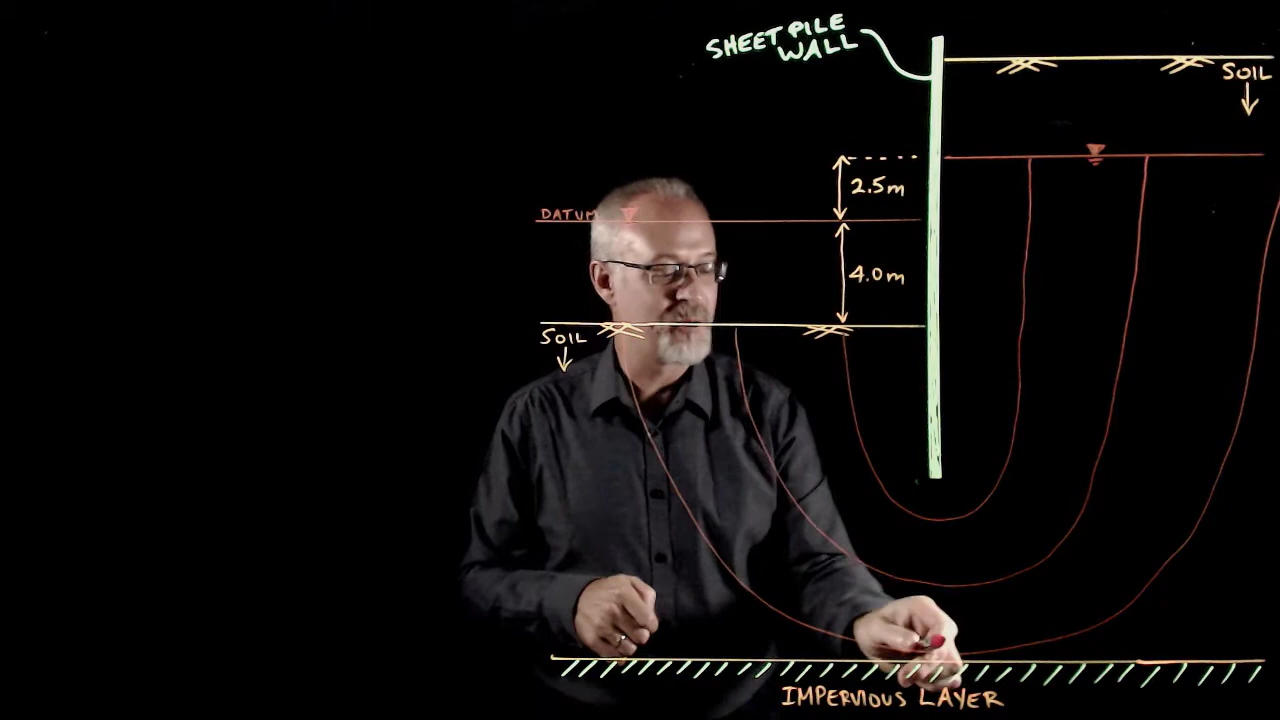 SHEET PILE
WALL
SOIL
2.5m
DATUM
4.0m
SOIL
IMPERVIOUS LAYER